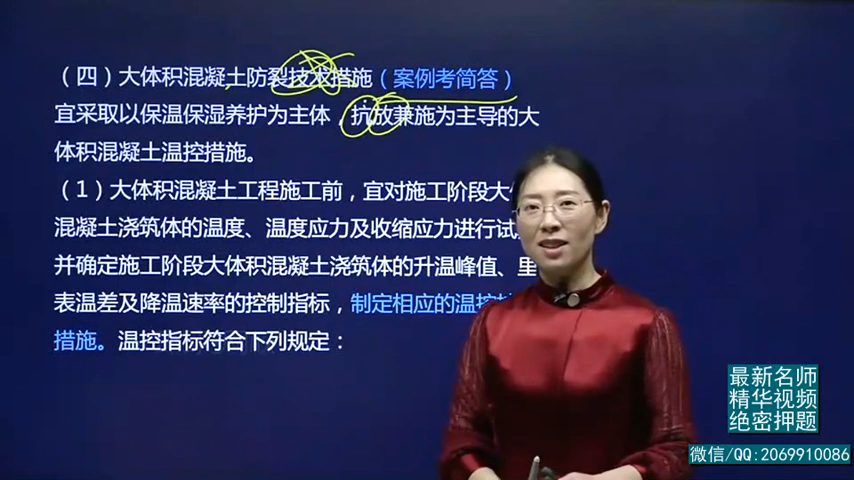 （四）大体积混凝土防裂技术措施（案例考简答）
宜采取以保温保湿养护为主体，抗放兼施为主导的大
体积混凝土温控措施。
（1）大体积混凝土工程施工前，宜对施工阶段大体
混凝土浇筑体的温度、温度应力及收缩应力进行试
并确定施工阶段大体积混凝土浇筑体的升温峰值、里
表温差及降温速率的控制指标，制定相应的温控
措施。温控指标符合下列规定：
最新名师
精华视频
绝密押题
微信/QQ:2069910086